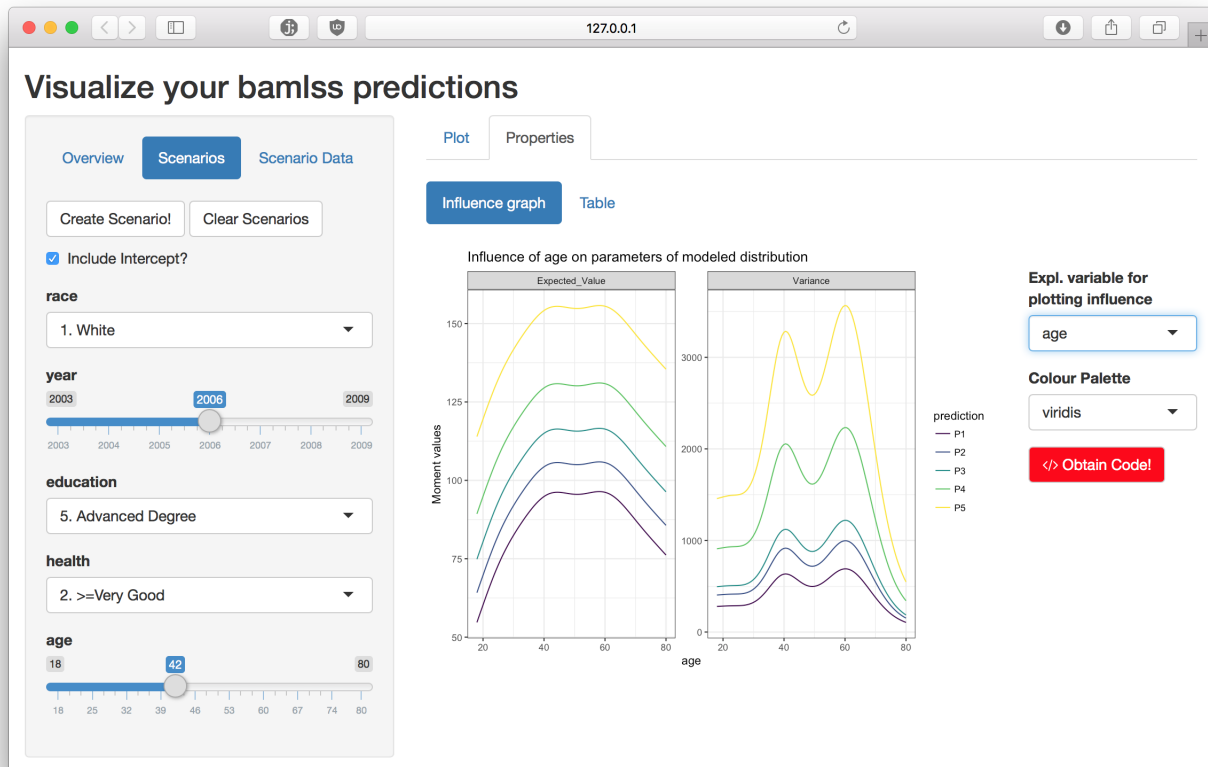 127.0.0.1
Visualize your bamlss predictions
Overview
Scenarios
Scenario Data
Create Scenario!
Clear Scenarios
Include Intercept?
race
1. White
year
2003
2006
2009
2003 2004 2005 2006 2007 2008 2009
education
5. Advanced Degree
health
2. >=Very Good
age
18
42
80
18 25 32 39 46 53 60 67 74 80
Plot
Properties
Influence graph
Table
Influence of age on parameters of modeled distribution
Expected_Value
Variance
Moment values
150
125
100
75
50
20 40 60 80
3000
2000
1000
0
20 40 60 80
age
prediction
P1
P2
P3
P4
P5
Expl. variable for
plotting influence
age
Colour Palette
viridis
</> Obtain Code!